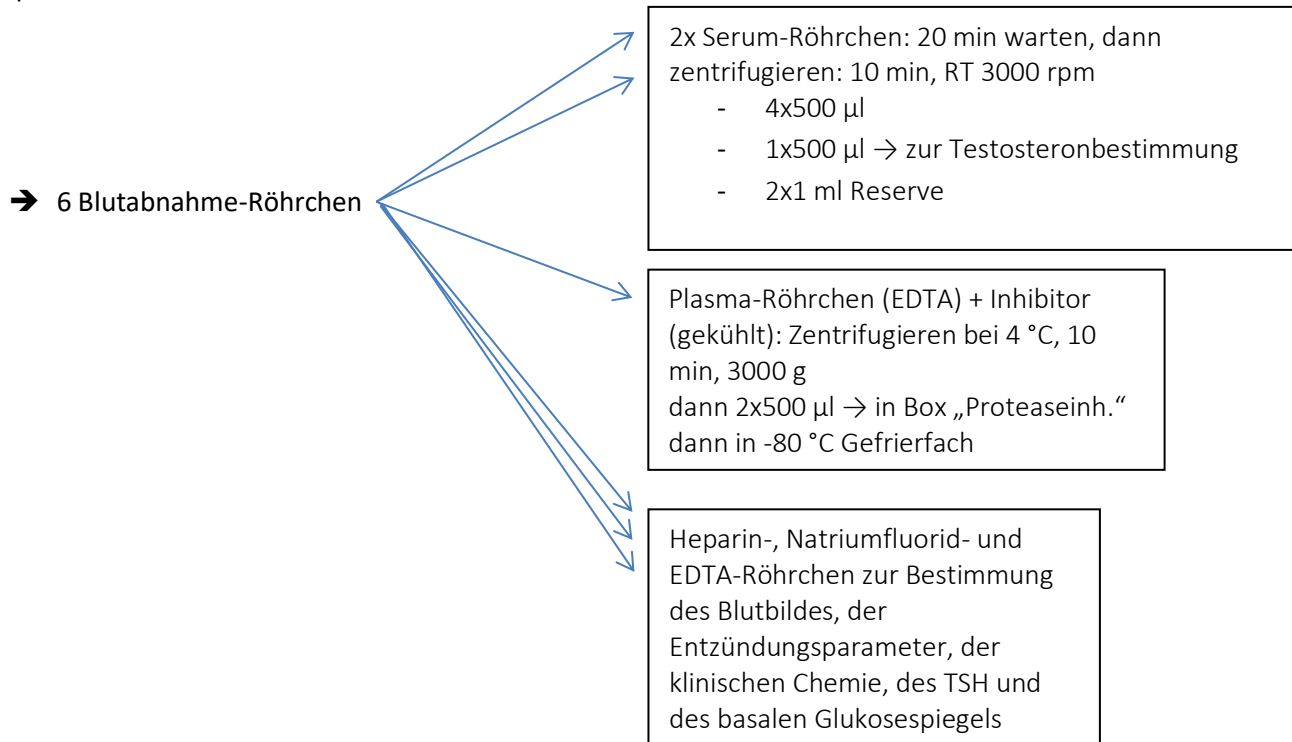 ➔ 6 Blutabnahme-Röhrchen
2x Serum-Röhrchen: 20 min warten, dann
zentrifugieren: 10 min, RT 3000 rpm
- 4x500 µl
- 1x500 µl → zur Testosteronbestimmung
- 2x1 ml Reserve
Plasma-Röhrchen (EDTA) + Inhibitor
(gekühlt): Zentrifugieren bei 4 °C, 10
min, 3000 g
dann 2x500 µl → in Box „Proteaseinh.“
dann in -80 °C Gefrierfach
Heparin-, Natriumfluorid- und
EDTA-Röhrchen zur Bestimmung
des Blutbildes, der
Entzündungsparameter, der
klinischen Chemie, des TSH und
des basalen Glukosespiegels